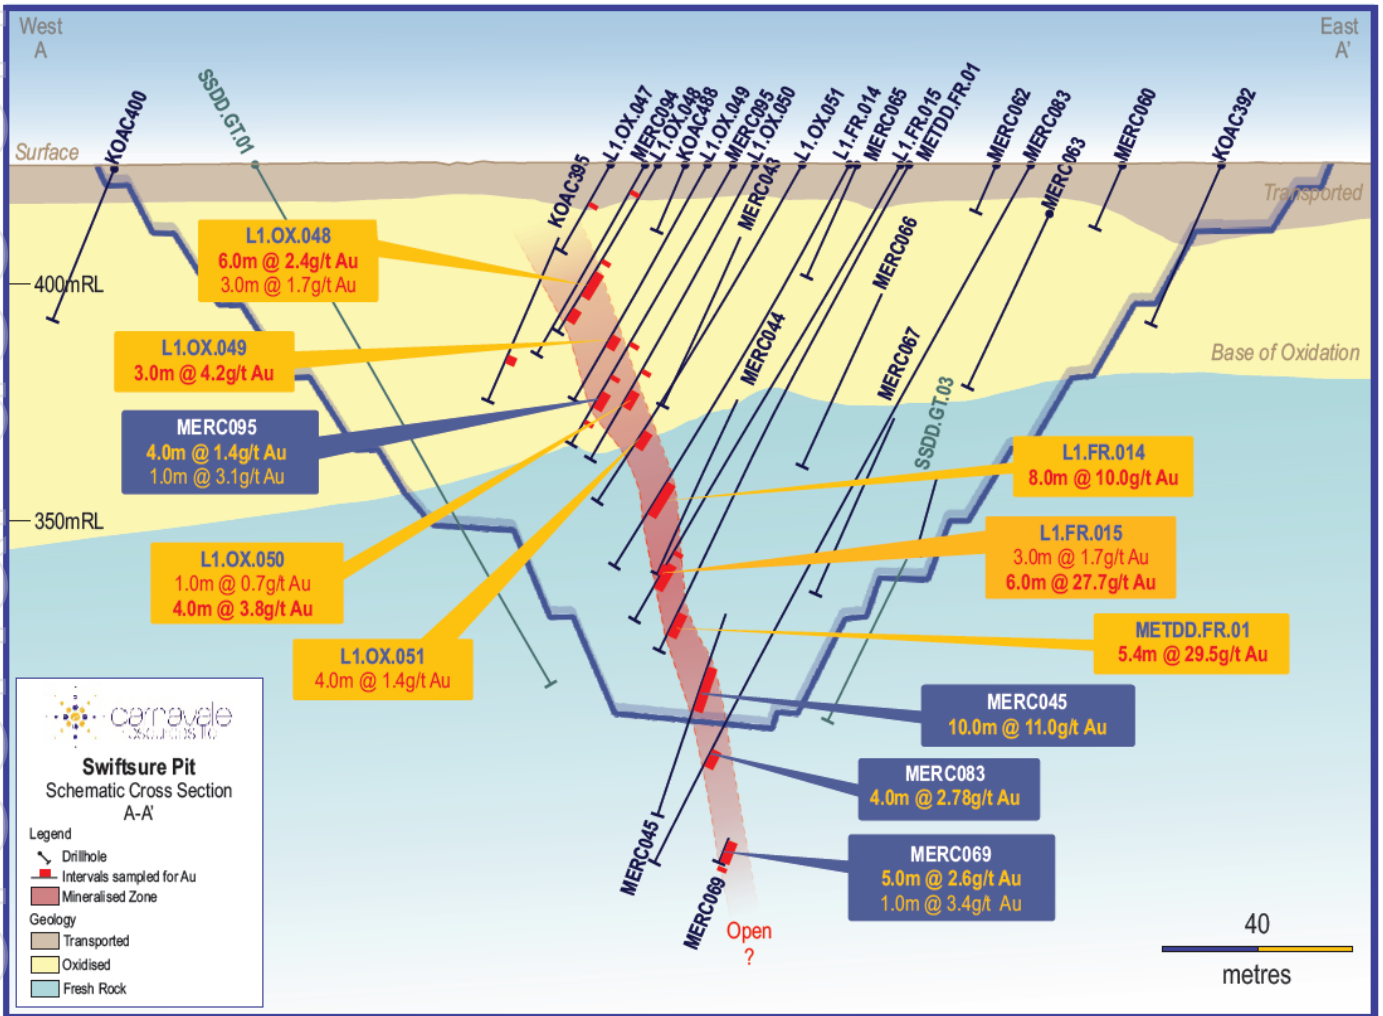 West
A
East
A'
KOAC400
SSDD.GT.01
KOAC395
L1.OX.047
MERC094
L1.OX.048
KOAC488
L1.OX.049
MERC095
L1.OX.050
MERC043
L1.OX.051
L1.FR.014
MERC065
L1.FR.015
METDD.FR.01
MERC062
MERC083
MERC063
MERC060
KOAC392
Surface
Transported
L1.OX.048
6.0m @ 2.4g/t Au
3.0m @ 1.7g/t Au
MERC066
400mRL
L1.OX.049
3.0m @ 4.2g/t Au
MERC044
MERC067
Base of Oxidation
SSDD.GT.03
MERC095
4.0m @ 1.4g/t Au
1.0m @ 3.1g/t Au
L1.FR.014
8.0m @ 10.0g/t Au
350mRL
L1.OX.050
1.0m @ 0.7g/t Au
4.0m @ 3.8g/t Au
L1.FR.015
3.0m @ 1.7g/t Au
6.0m @ 27.7g/t Au
L1.OX.051
4.0m @ 1.4g/t Au
METDD.FR.01
5.4m @ 29.5g/t Au
MERC045
10.0m @ 11.0g/t Au
MERC083
4.0m @ 2.78g/t Au
MERC069
5.0m @ 2.6g/t Au
1.0m @ 3.4g/t Au
MERC045
MERC069
Open
?
40
metres
carnavale
resources ltd
Swiftsure Pit
Schematic Cross Section
A-A'
Legend
Drillhole
Intervals sampled for Au
Mineralised Zone
Geology
Transported
Oxidised
Fresh Rock